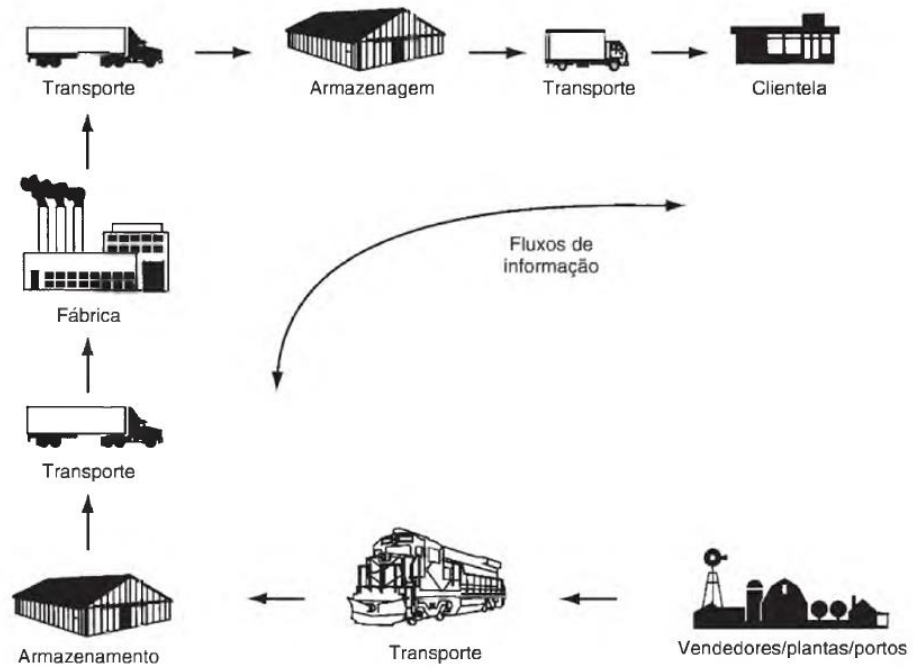 Transporte
Armazenagem
Transporte
Clientela
Fluxos de
informação
Fábrica
Transporte
Armazenamento
Transporte
Vendedores/plantas/portos